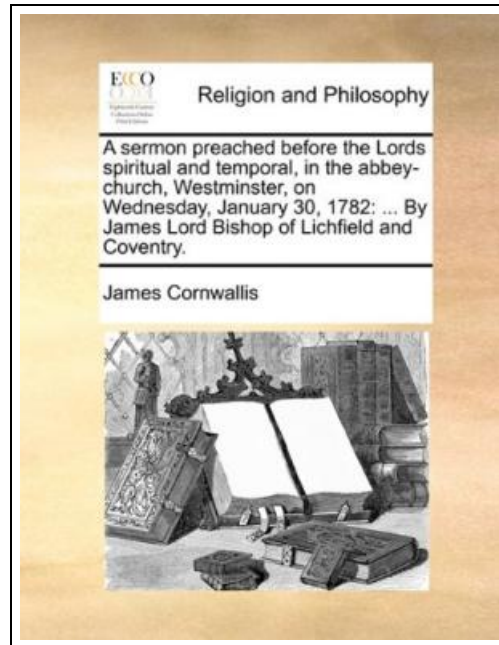 ECCO
Religion and Philosophy
A sermon preached before the Lords
spiritual and temporal, in the abbey-
church, Westminster, on
Wednesday, January 30, 1782: ... By
James Lord Bishop of Lichfield and
Coventry.
James Cornwallis